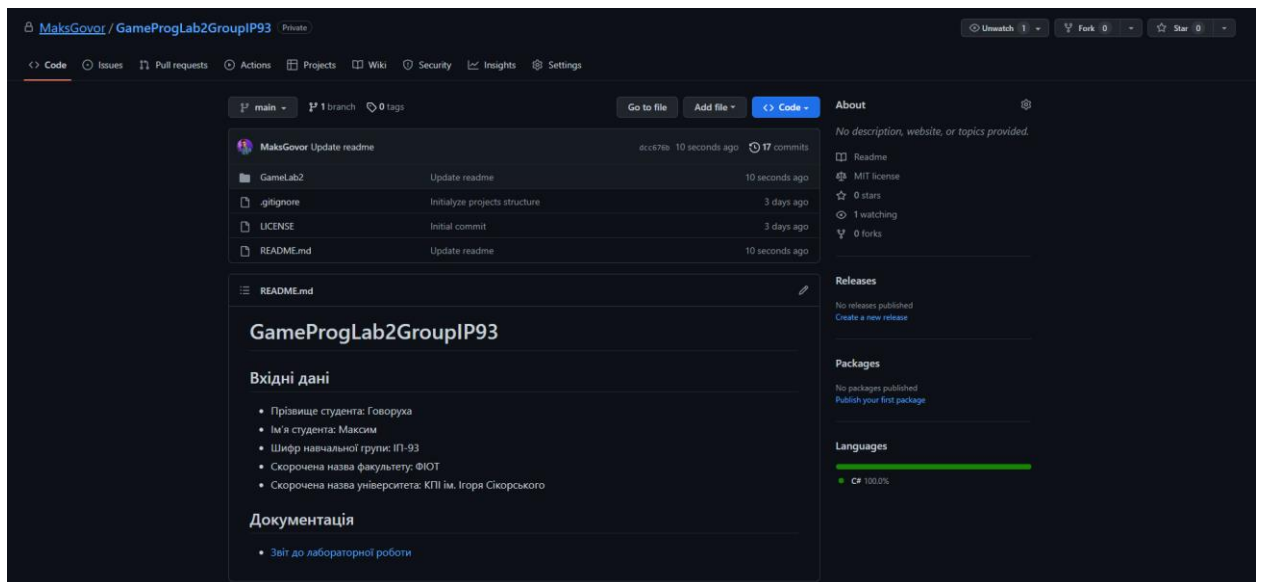 MaksGovor / GameProgLab2GroupIP93 Private
Unwatch 1 Fork 0 Star 0
Code Issues Pull requests Actions Projects Wiki Security Insights Settings
main 1 branch 0 tags Go to file Add file Code
MaksGovor Update readme dcc676b 10 seconds ago 17 commits
GameLab2 Update readme 10 seconds ago
.gitignore Initialyze projects structure 3 days ago
LICENSE Initial commit 3 days ago
README.md Update readme 10 seconds ago
README.md
GameProgLab2GroupIP93
Вхідні дані
Прізвище студента: Говоруха
Ім'я студента: Максим
Шифр навчальної групи: ІП-93
Скорочена назва факультету: ФІОТ
Скорочена назва університета: КПІ ім. Ігоря Сікорського
Документація
Звіт до лабораторної роботи
About
No description, website, or topics provided.
Readme
MIT license
0 stars
1 watching
0 forks
Releases
No releases published
Create a new release
Packages
No packages published
Publish your first package
Languages
C# 100.0%